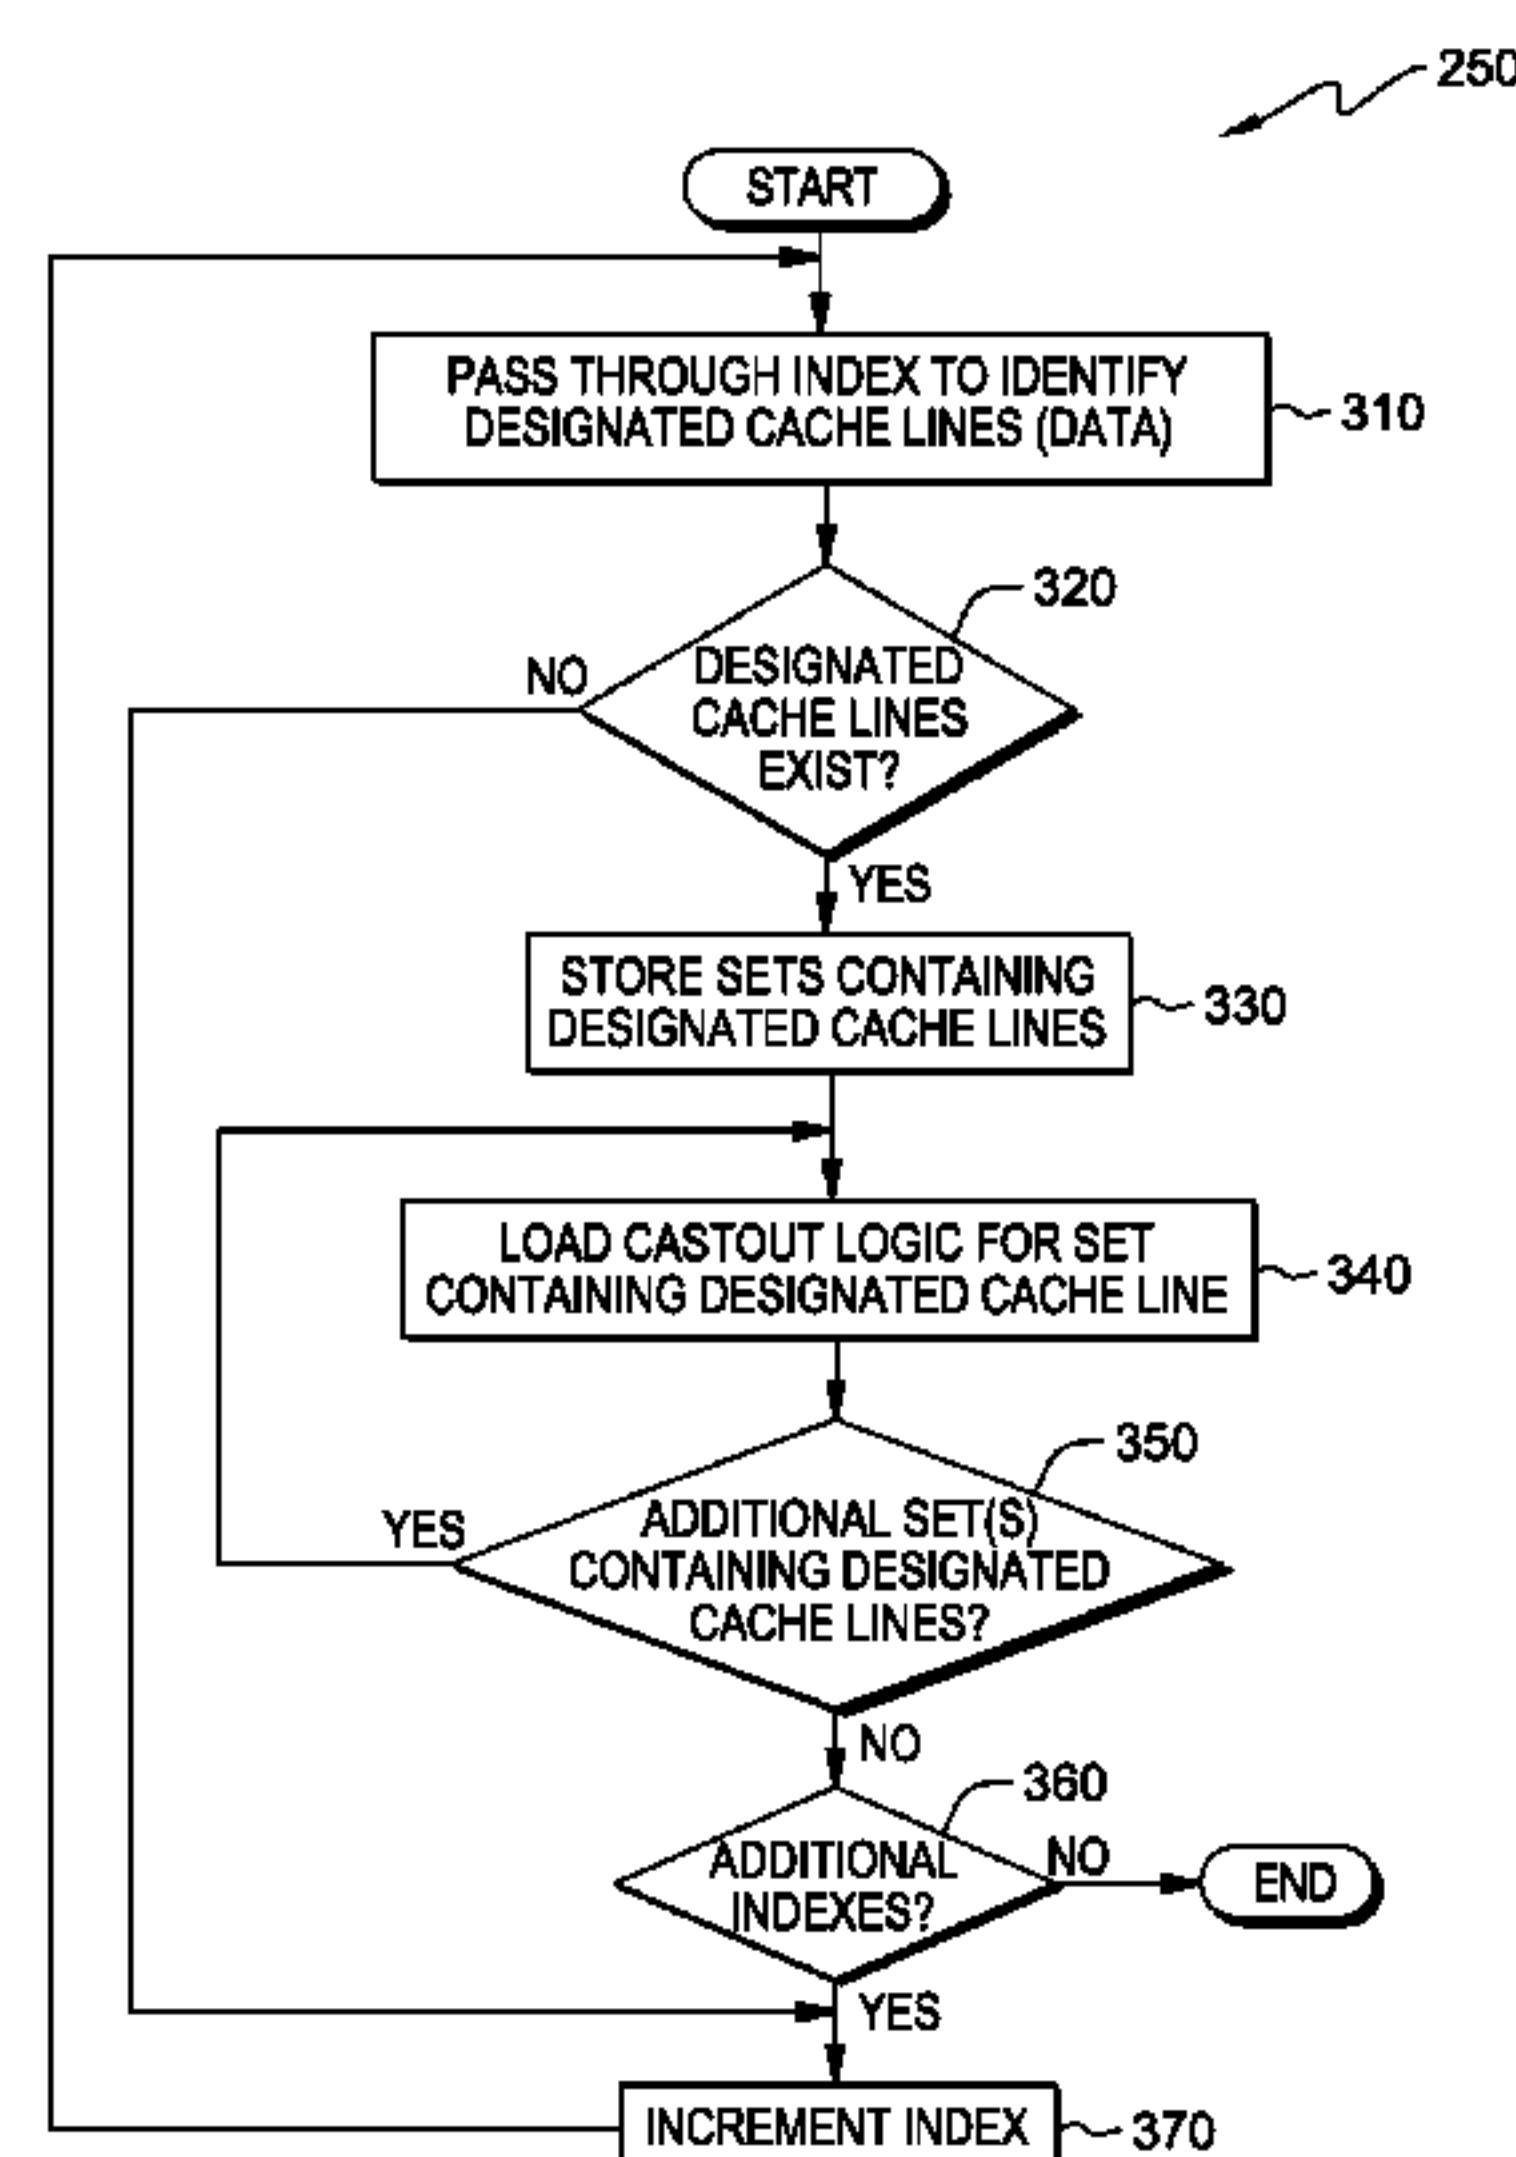 250
START
PASS THROUGH INDEX TO IDENTIFY
DESIGNATED CACHE LINES (DATA)
310
320
NO
DESIGNATED
CACHE LINES
EXIST?
YES
STORE SETS CONTAINING
DESIGNATED CACHE LINES
330
LOAD CASTOUT LOGIC FOR SET
CONTAINING DESIGNATED CACHE LINE
340
350
YES
ADDITIONAL SET(S)
CONTAINING DESIGNATED
CACHE LINES?
NO
360
ADDITIONAL
INDEXES?
NO
END
YES
INCREMENT INDEX
370